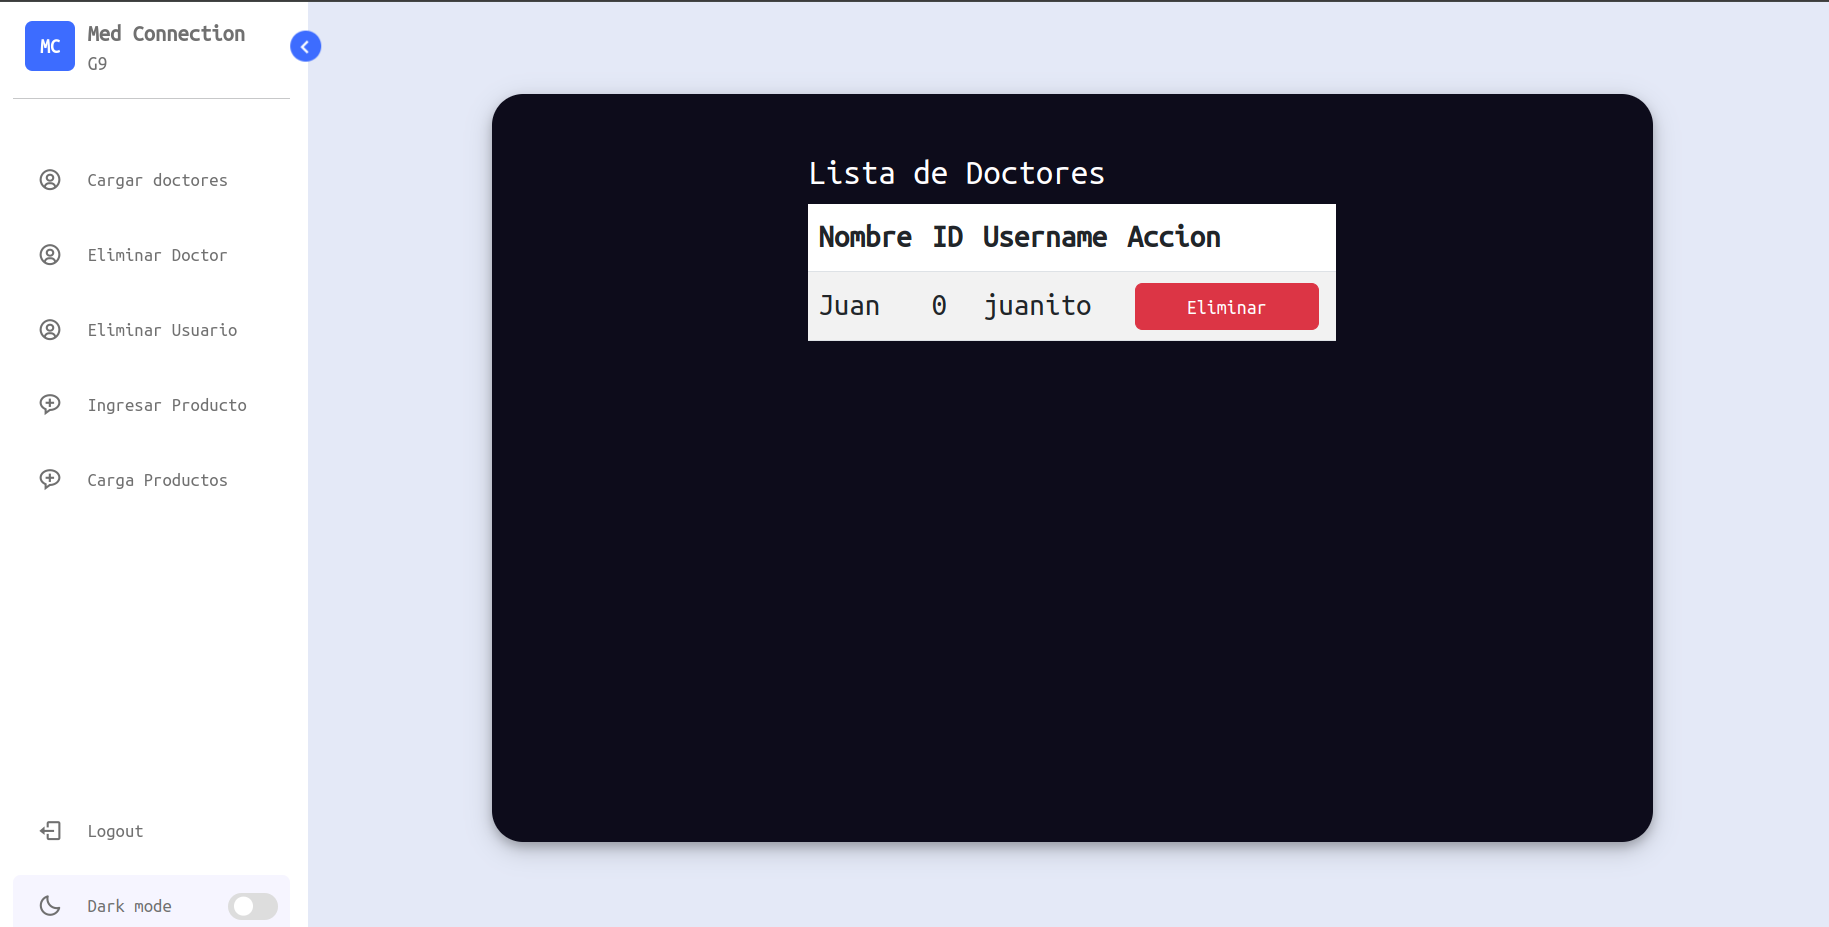 MC
Med Connection
G9
Cargar doctores
Eliminar Doctor
Eliminar Usuario
Ingresar Producto
Carga Productos
Logout
Dark mode
Lista de Doctores
Nombre ID Username Accion
Juan 0 juanito Eliminar